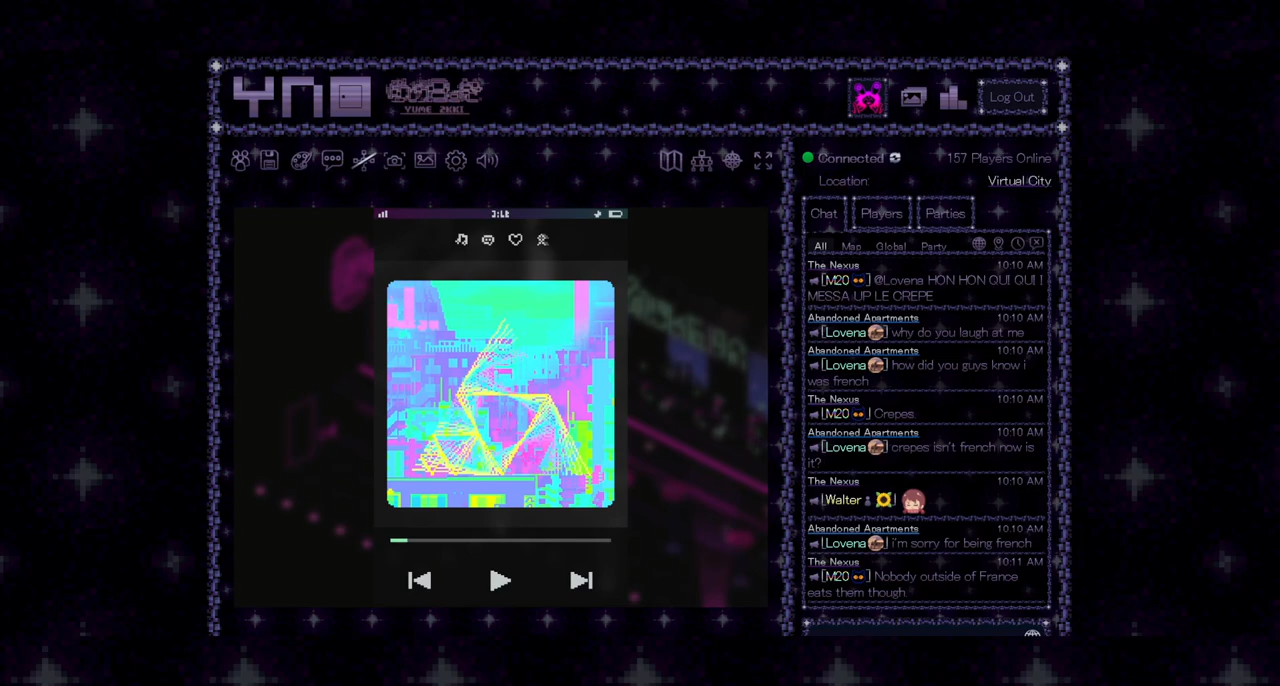 YNO
YUME 2KKI
Log Out
Connected
157 Players Online
Location:
Virtual City
Chat
Players
Parties
All
Map
Global
Party
The Nexus
10:10 AM
[M20] @Lovena HON HON QUI QUI I
MESSA UP LE CREPE
Abandoned Apartments
10:10 AM
[Lovena] why do you laugh at me
Abandoned Apartments
10:10 AM
[Lovena] how did you guys know i
was french
The Nexus
10:10 AM
[M20] Crepes
Abandoned Apartments
10:10 AM
[Lovena] crepes isn't french now is
it?
The Nexus
10:10 AM
[Walter]
Abandoned Apartments
10:10 AM
[Lovena] i'm sorry for being french
The Nexus
10:11 AM
[M20] Nobody outside of France
eats them though